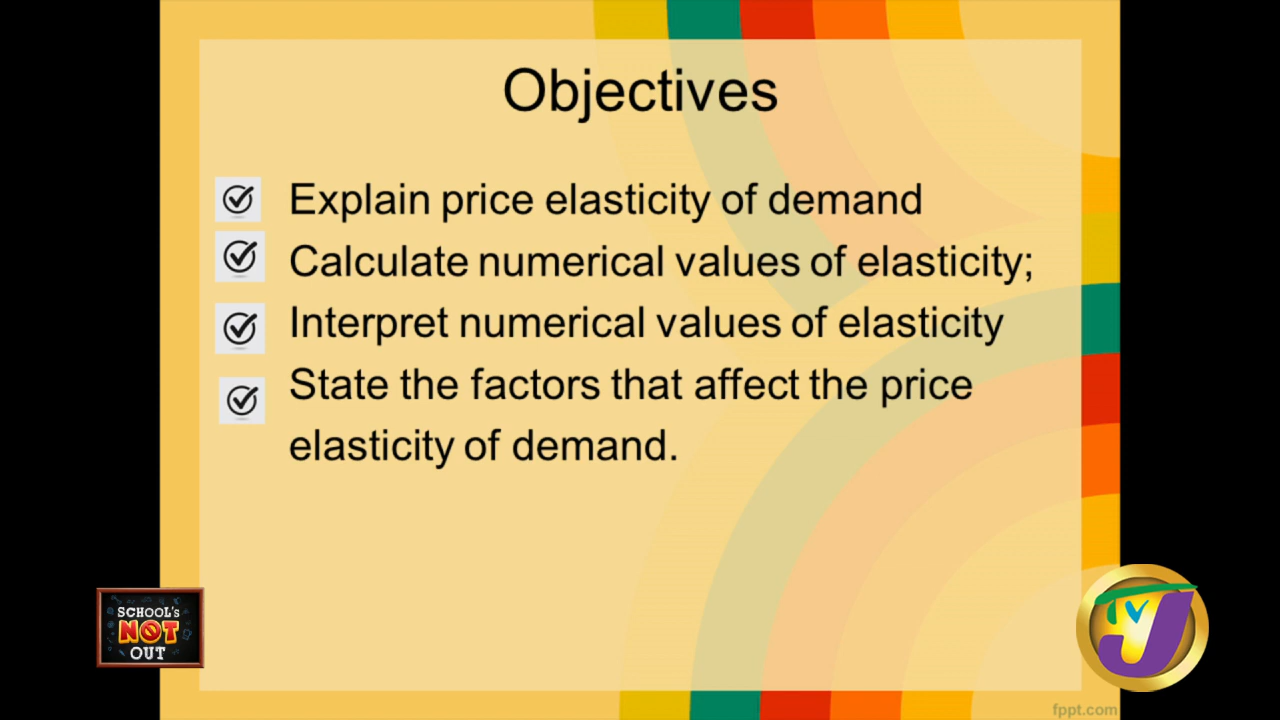 Objectives
Explain price elasticity of demand
Calculate numerical values of elasticity;
Interpret numerical values of elasticity
State the factors that affect the price
elasticity of demand.
SCHOOL's
NOT
OUT
TVJ
fppt.com